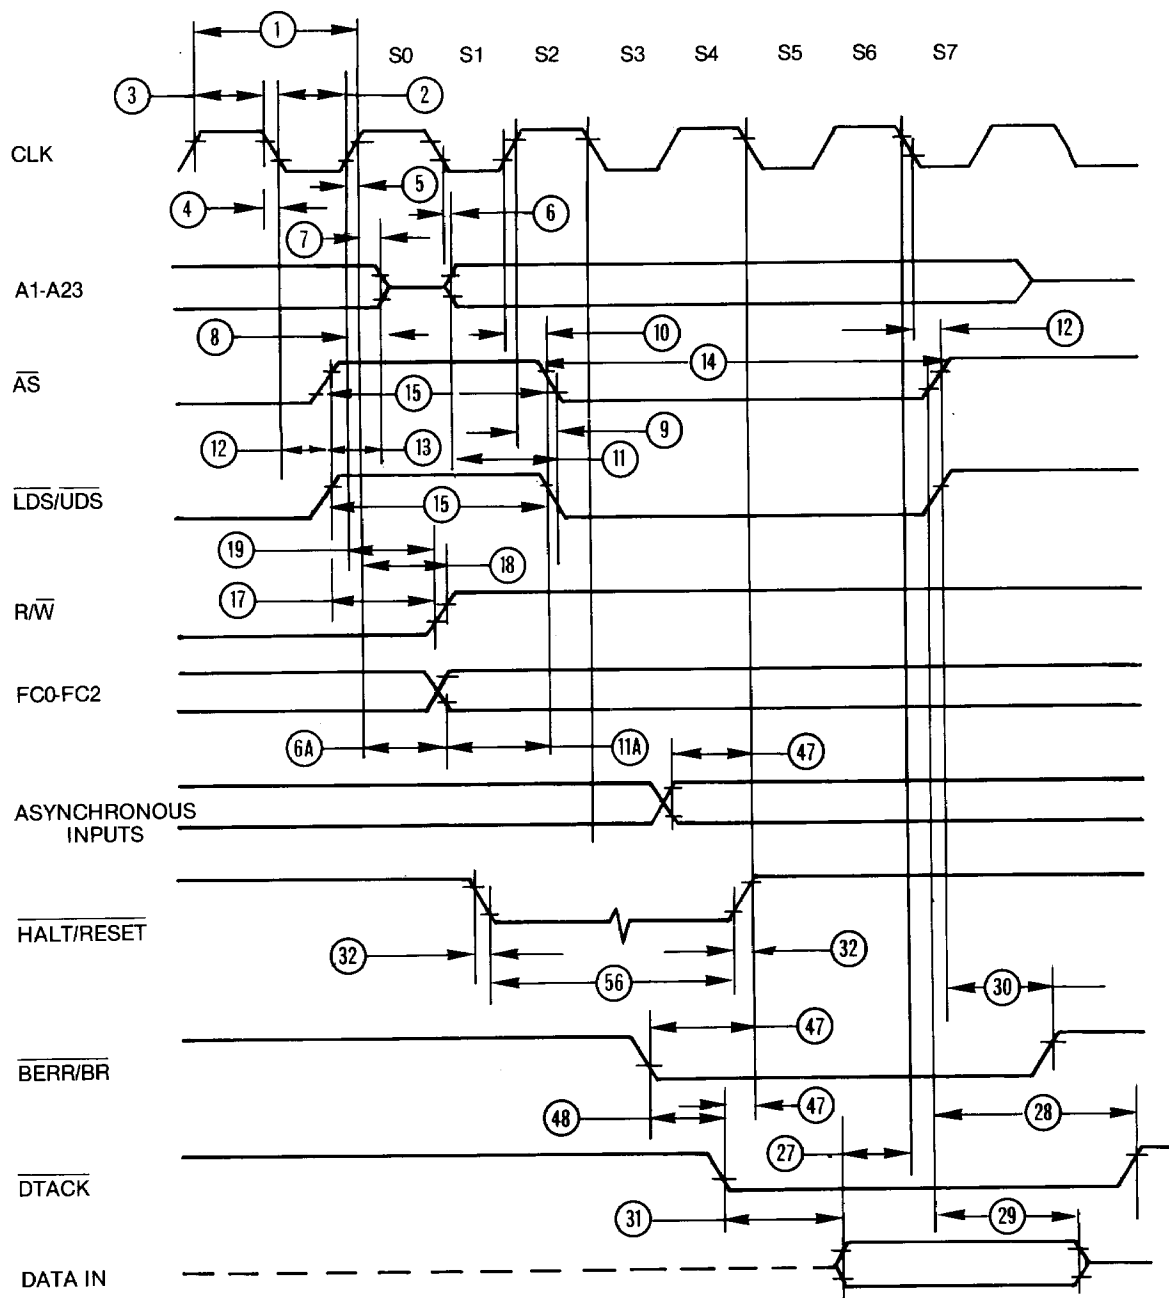 1
S0 S1 S2 S3 S4 S5 S6 S7
3 2
CLK
5
4 6
7
A1-A23
8 10 12
14
AS
15
9
12 13 11
LDS/UDS
15
19 18
17
R/W
FC0-FC2
6A 11A 47
ASYNCHRONOUS
INPUTS
HALT/RESET
32 32
56 30
47
BERR/BR
48 47 28
27
DTACK
31 29
DATA IN